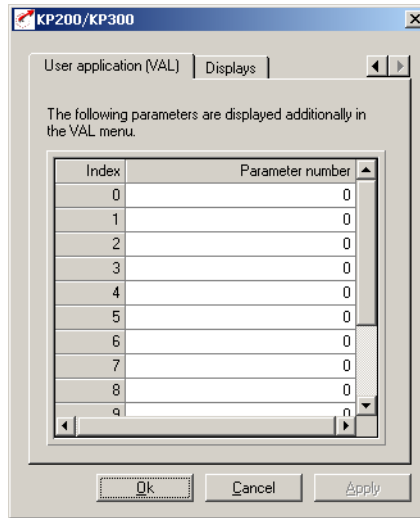 KP200/KP300
User application (VAL) Displays
The following parameters are displayed additionally in
the VAL menu.
Index Parameter number
0 0
1 0
2 0
3 0
4 0
5 0
6 0
7 0
8 0
9 0
Ok Cancel Apply